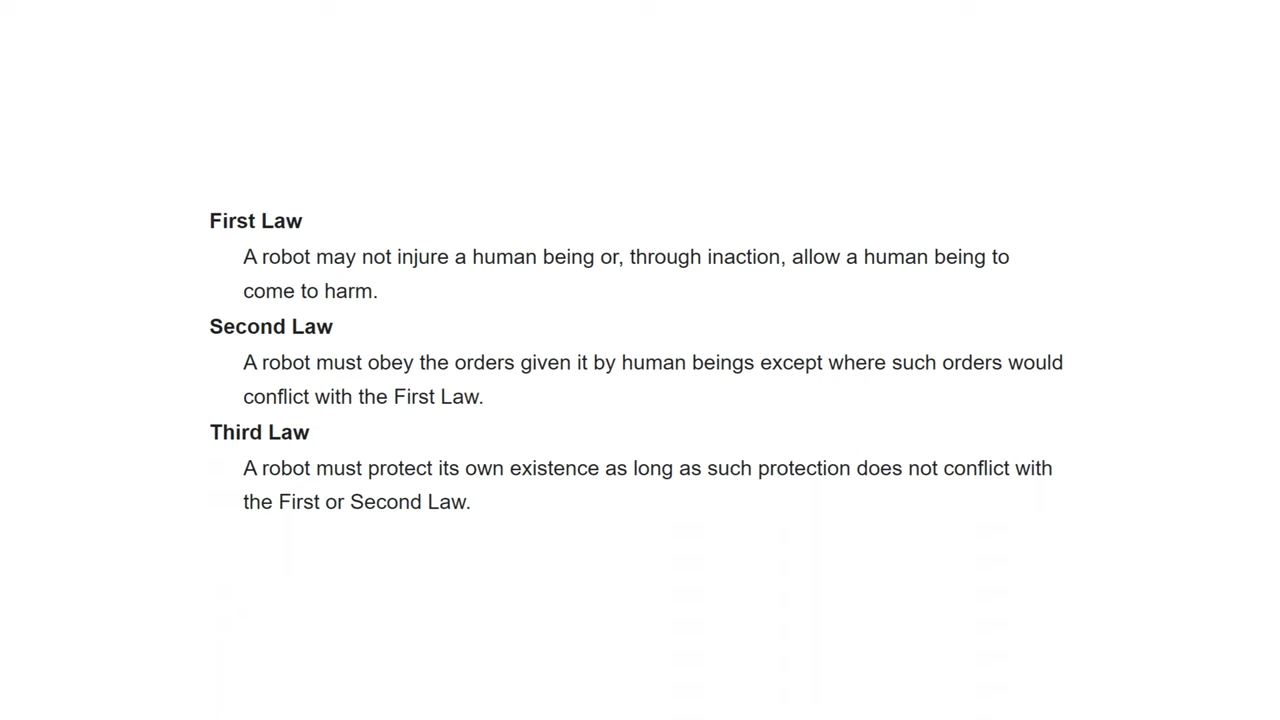 First Law
A robot may not injure a human being or, through inaction, allow a human being to
come to harm.
Second Law
A robot must obey the orders given it by human beings except where such orders would
conflict with the First Law.
Third Law
A robot must protect its own existence as long as such protection does not conflict with
the First or Second Law.